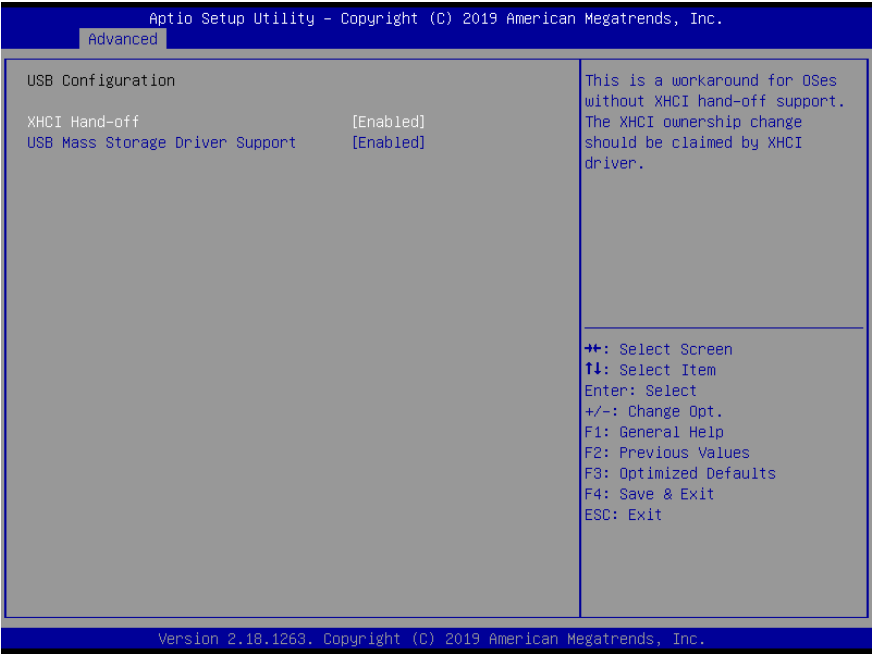 Aptio Setup Utility – Copyright (C) 2019 American Megatrends, Inc.
Advanced
USB Configuration
XHCI Hand-off [Enabled]
USB Mass Storage Driver Support [Enabled]
This is a workaround for OSes
without XHCI hand-off support.
The XHCI ownership change
should be claimed by XHCI
driver.
→←: Select Screen
↑↓: Select Item
Enter: Select
+/-: Change Opt.
F1: General Help
F2: Previous Values
F3: Optimized Defaults
F4: Save & Exit
ESC: Exit
Version 2.18.1263. Copyright (C) 2019 American Megatrends, Inc.